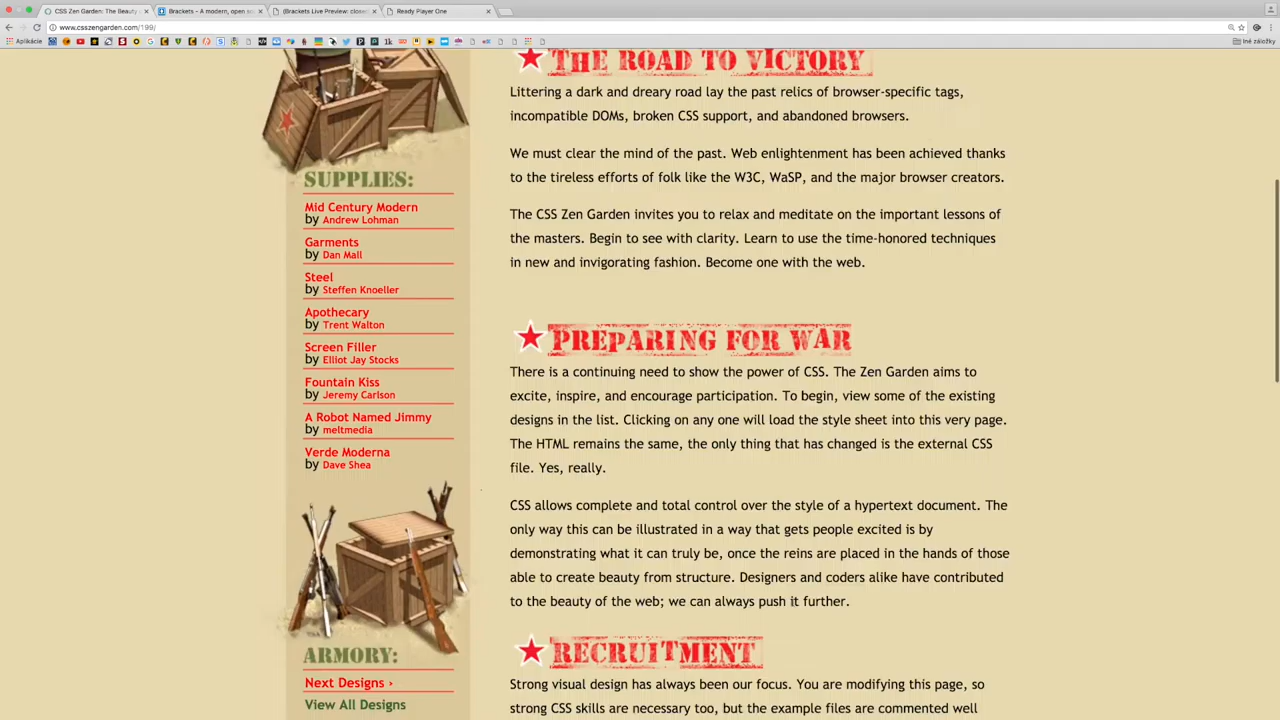 CSS Zen Garden: The Beauty
Brackets - A modern, open so
(Brackets Live Preview: closed
Ready Player One
www.csszengarden.com/199/
Aplikácie
1k
Iné záložky
THE ROAD TO VICTORY
Littering a dark and dreary road lay the past relics of browser-specific tags,
incompatible DOMs, broken CSS support, and abandoned browsers.
We must clear the mind of the past. Web enlightenment has been achieved thanks
to the tireless efforts of folk like the W3C, WaSP, and the major browser creators.
The CSS Zen Garden invites you to relax and meditate on the important lessons of
the masters. Begin to see with clarity. Learn to use the time-honored techniques
in new and invigorating fashion. Become one with the web.
SUPPLIES:
Mid Century Modern
by Andrew Lohman
Garments
by Dan Mall
Steel
by Steffen Knoeller
Apothecary
by Trent Walton
Screen Filler
by Elliot Jay Stocks
Fountain Kiss
by Jeremy Carlson
A Robot Named Jimmy
by meltmedia
Verde Moderna
by Dave Shea
PREPARING FOR WAR
There is a continuing need to show the power of CSS. The Zen Garden aims to
excite, inspire, and encourage participation. To begin, view some of the existing
designs in the list. Clicking on any one will load the style sheet into this very page.
The HTML remains the same, the only thing that has changed is the external CSS
file. Yes, really.
CSS allows complete and total control over the style of a hypertext document. The
only way this can be illustrated in a way that gets people excited is by
demonstrating what it can truly be, once the reins are placed in the hands of those
able to create beauty from structure. Designers and coders alike have contributed
to the beauty of the web; we can always push it further.
ARMORY:
Next Designs ›
View All Designs
RECRUITMENT
Strong visual design has always been our focus. You are modifying this page, so
strong CSS skills are necessary too, but the example files are commented well